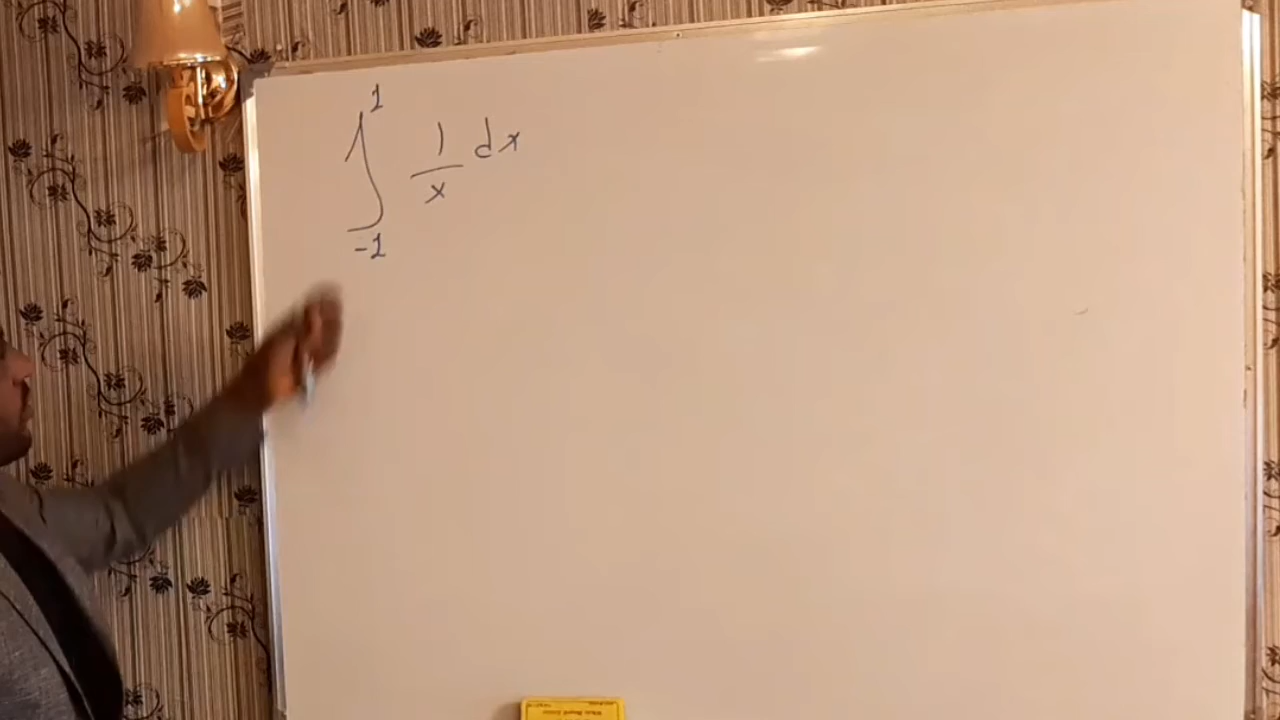 ∫_{-1}^{1} 1/x dx